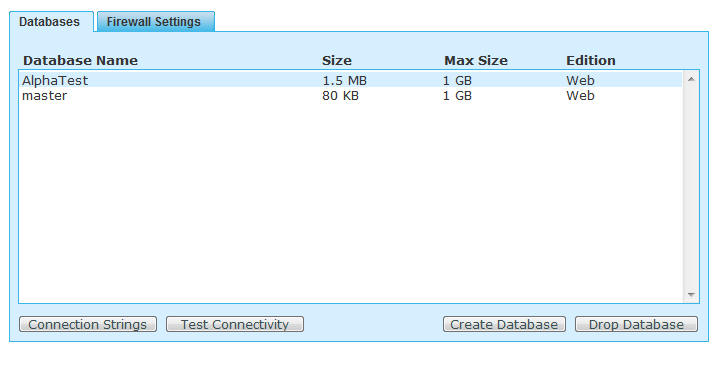 Databases Firewall Settings
Database Name Size Max Size Edition
AlphaTest 1.5 MB 1 GB Web
master 80 KB 1 GB Web
Connection Strings Test Connectivity Create Database Drop Database